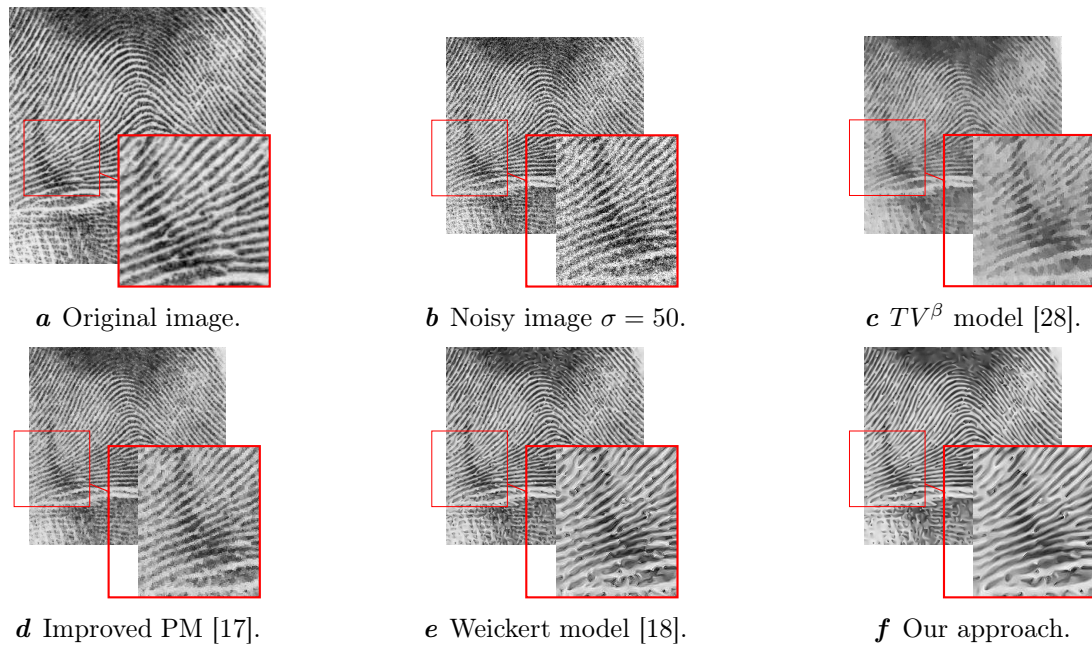 a Original image.
b Noisy image σ = 50.
c TV^β model [28].
d Improved PM [17].
e Weickert model [18].
f Our approach.